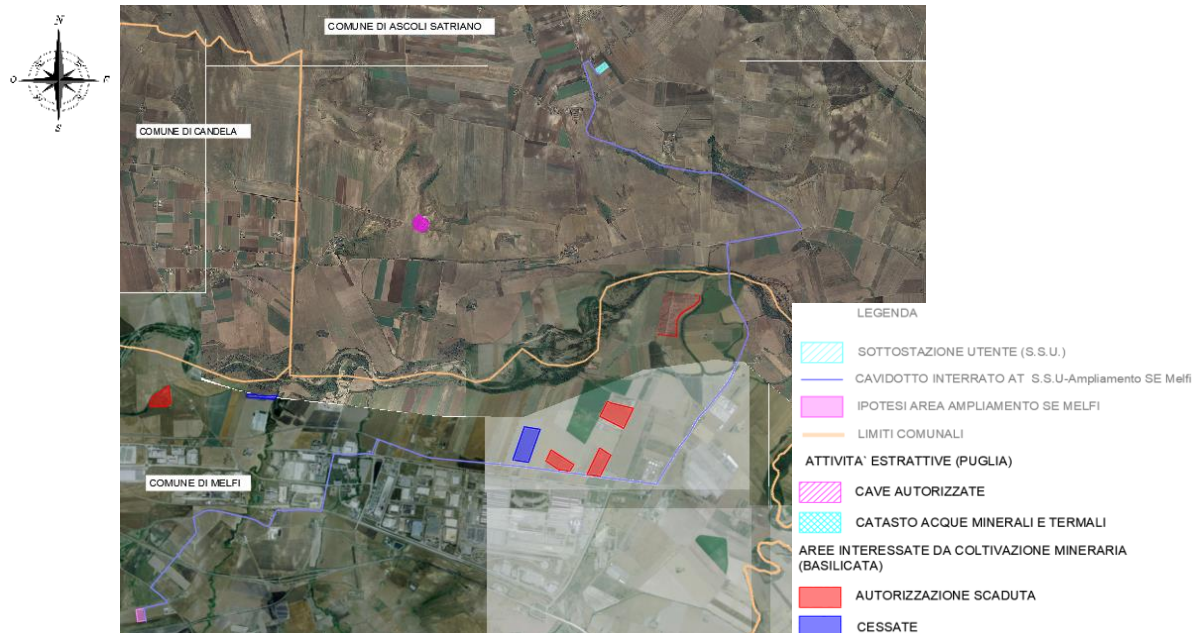 N
O
E
S
COMUNE DI ASCOLI SATRIANO
COMUNE DI CANDELA
COMUNE DI MELFI
LEGENDA
SOTTOSTAZIONE UTENTE (S.S.U.)
CAVIDOTTO INTERRATO AT S.S.U-Ampliamento SE Melfi
IPOTESI AREA AMPLIAMENTO SE MELFI
LIMITI COMUNALI
ATTIVITA` ESTRATTIVE (PUGLIA)
CAVE AUTORIZZATE
CATASTO ACQUE MINERALI E TERMALI
AREE INTERESSATE DA COLTIVAZIONE MINERARIA
(BASILICATA)
AUTORIZZAZIONE SCADUTA
CESSATE